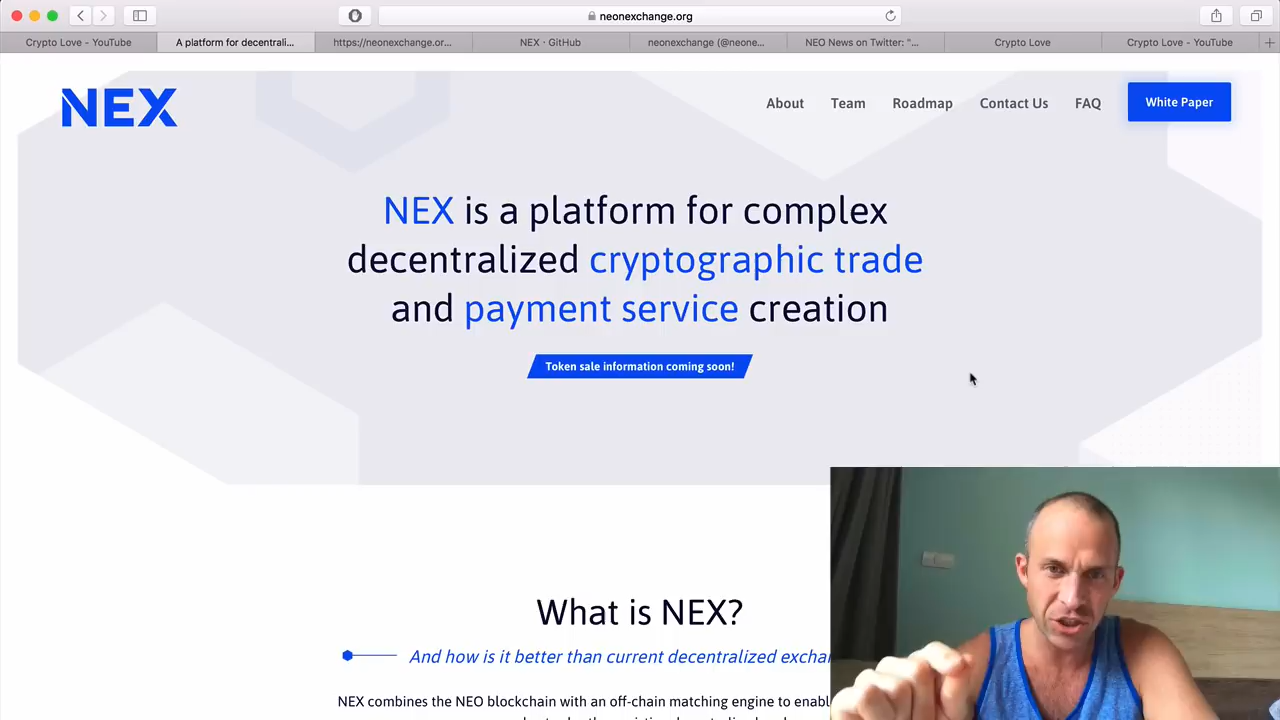 neonexchange.org
Crypto Love - YouTube
A platform for decentrali...
https://neonexchange.or...
NEX · GitHub
neonexchange (@neone...
NEO News on Twitter: "...
Crypto Love
Crypto Love - YouTube
NEX
About
Team
Roadmap
Contact Us
FAQ
White Paper
NEX is a platform for complex
decentralized cryptographic trade
and payment service creation
Token sale information coming soon!
What is NEX?
And how is it better than current decentralized exchan
NEX combines the NEO blockchain with an off-chain matching engine to enabl